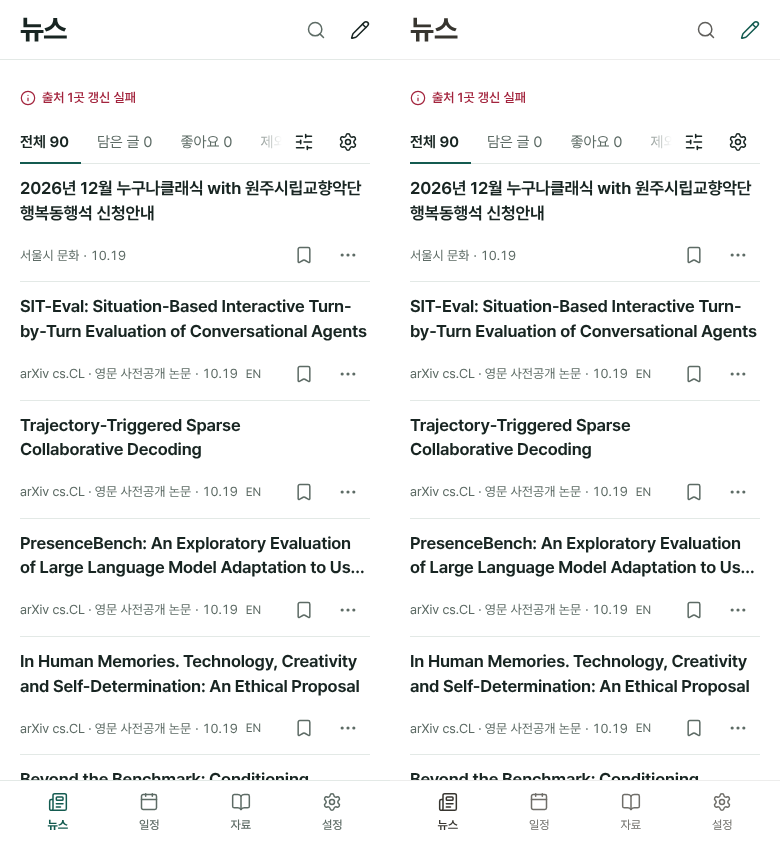 뉴스
출처 1곳 갱신 실패
전체 90 담은 글 0 좋아요 0
2026년 12월 누구나클래식 with 원주시립교향악단
행복동행석 신청안내
서울시 문화 · 10.19
SIT-Eval: Situation-Based Interactive Turn-
by-Turn Evaluation of Conversational Agents
arXiv cs.CL · 영문 사전공개 논문 · 10.19 EN
Trajectory-Triggered Sparse
Collaborative Decoding
arXiv cs.CL · 영문 사전공개 논문 · 10.19 EN
PresenceBench: An Exploratory Evaluation
of Large Language Model Adaptation to Us...
arXiv cs.CL · 영문 사전공개 논문 · 10.19 EN
In Human Memories. Technology, Creativity
and Self-Determination: An Ethical Proposal
arXiv cs.CL · 영문 사전공개 논문 · 10.19 EN
Beyond the Benchmark: Conditioning
뉴스 일정 자료 설정
뉴스
출처 1곳 갱신 실패
전체 90 담은 글 0 좋아요 0
2026년 12월 누구나클래식 with 원주시립교향악단
행복동행석 신청안내
서울시 문화 · 10.19
SIT-Eval: Situation-Based Interactive Turn-
by-Turn Evaluation of Conversational Agents
arXiv cs.CL · 영문 사전공개 논문 · 10.19 EN
Trajectory-Triggered Sparse
Collaborative Decoding
arXiv cs.CL · 영문 사전공개 논문 · 10.19 EN
PresenceBench: An Exploratory Evaluation
of Large Language Model Adaptation to Us...
arXiv cs.CL · 영문 사전공개 논문 · 10.19 EN
In Human Memories. Technology, Creativity
and Self-Determination: An Ethical Proposal
arXiv cs.CL · 영문 사전공개 논문 · 10.19 EN
Beyond the Benchmark: Conditioning
뉴스 일정 자료 설정